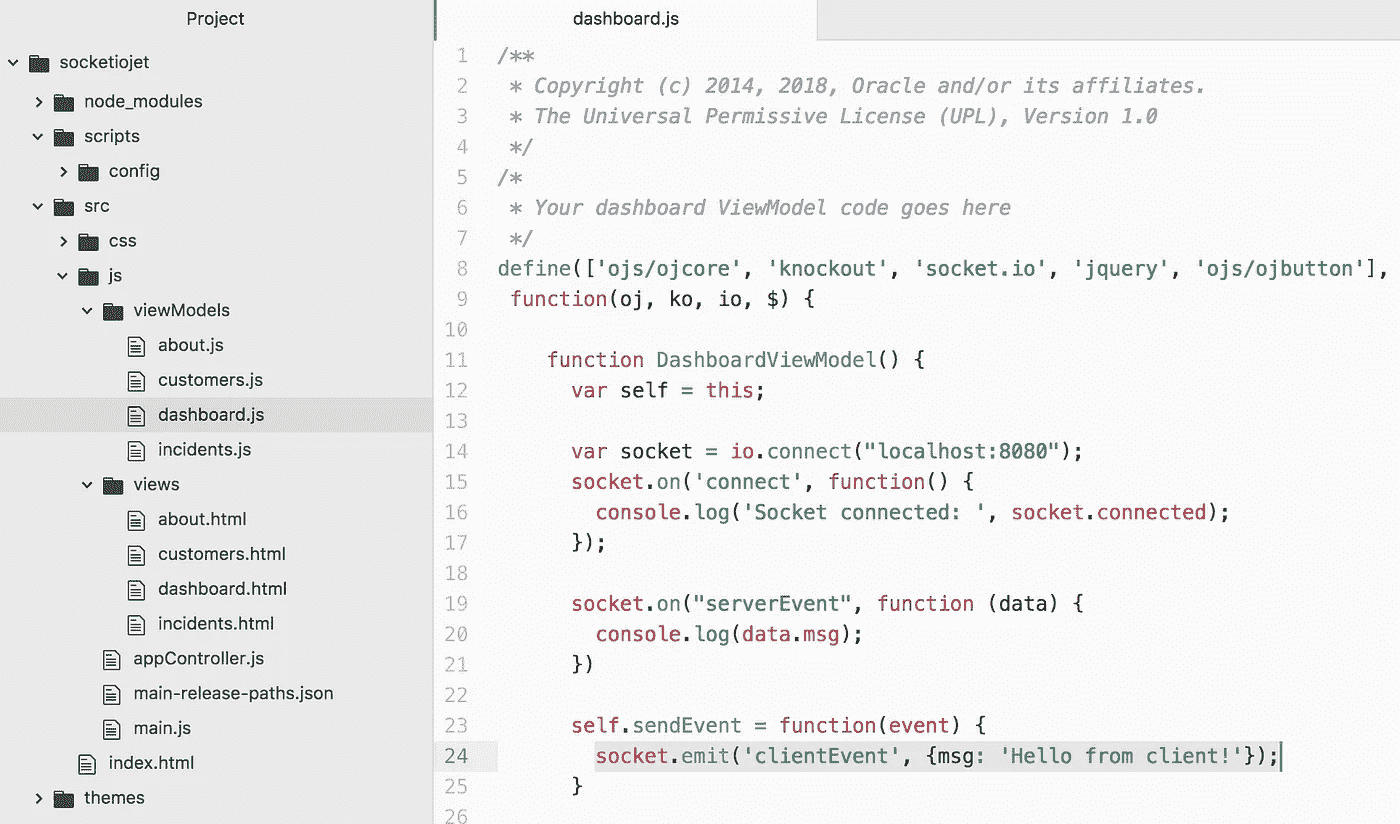 Project
socketiojet
node_modules
scripts
config
src
css
js
viewModels
about.js
customers.js
dashboard.js
incidents.js
views
about.html
customers.html
dashboard.html
incidents.html
appController.js
main-release-paths.json
main.js
index.html
themes
dashboard.js
1 /**
2  * Copyright (c) 2014, 2018, Oracle and/or its affiliates.
3  * The Universal Permissive License (UPL), Version 1.0
4  */
5 /*
6  * Your dashboard ViewModel code goes here
7  */
8 define(['ojs/ojcore', 'knockout', 'socket.io', 'jquery', 'ojs/ojbutton'],
9  function(oj, ko, io, $) {
10
11     function DashboardViewModel() {
12       var self = this;
13
14       var socket = io.connect("localhost:8080");
15       socket.on('connect', function() {
16         console.log('Socket connected: ', socket.connected);
17       });
18
19       socket.on("serverEvent", function (data) {
20         console.log(data.msg);
21       })
22
23       self.sendEvent = function(event) {
24         socket.emit('clientEvent', {msg: 'Hello from client!'});
25       }
26